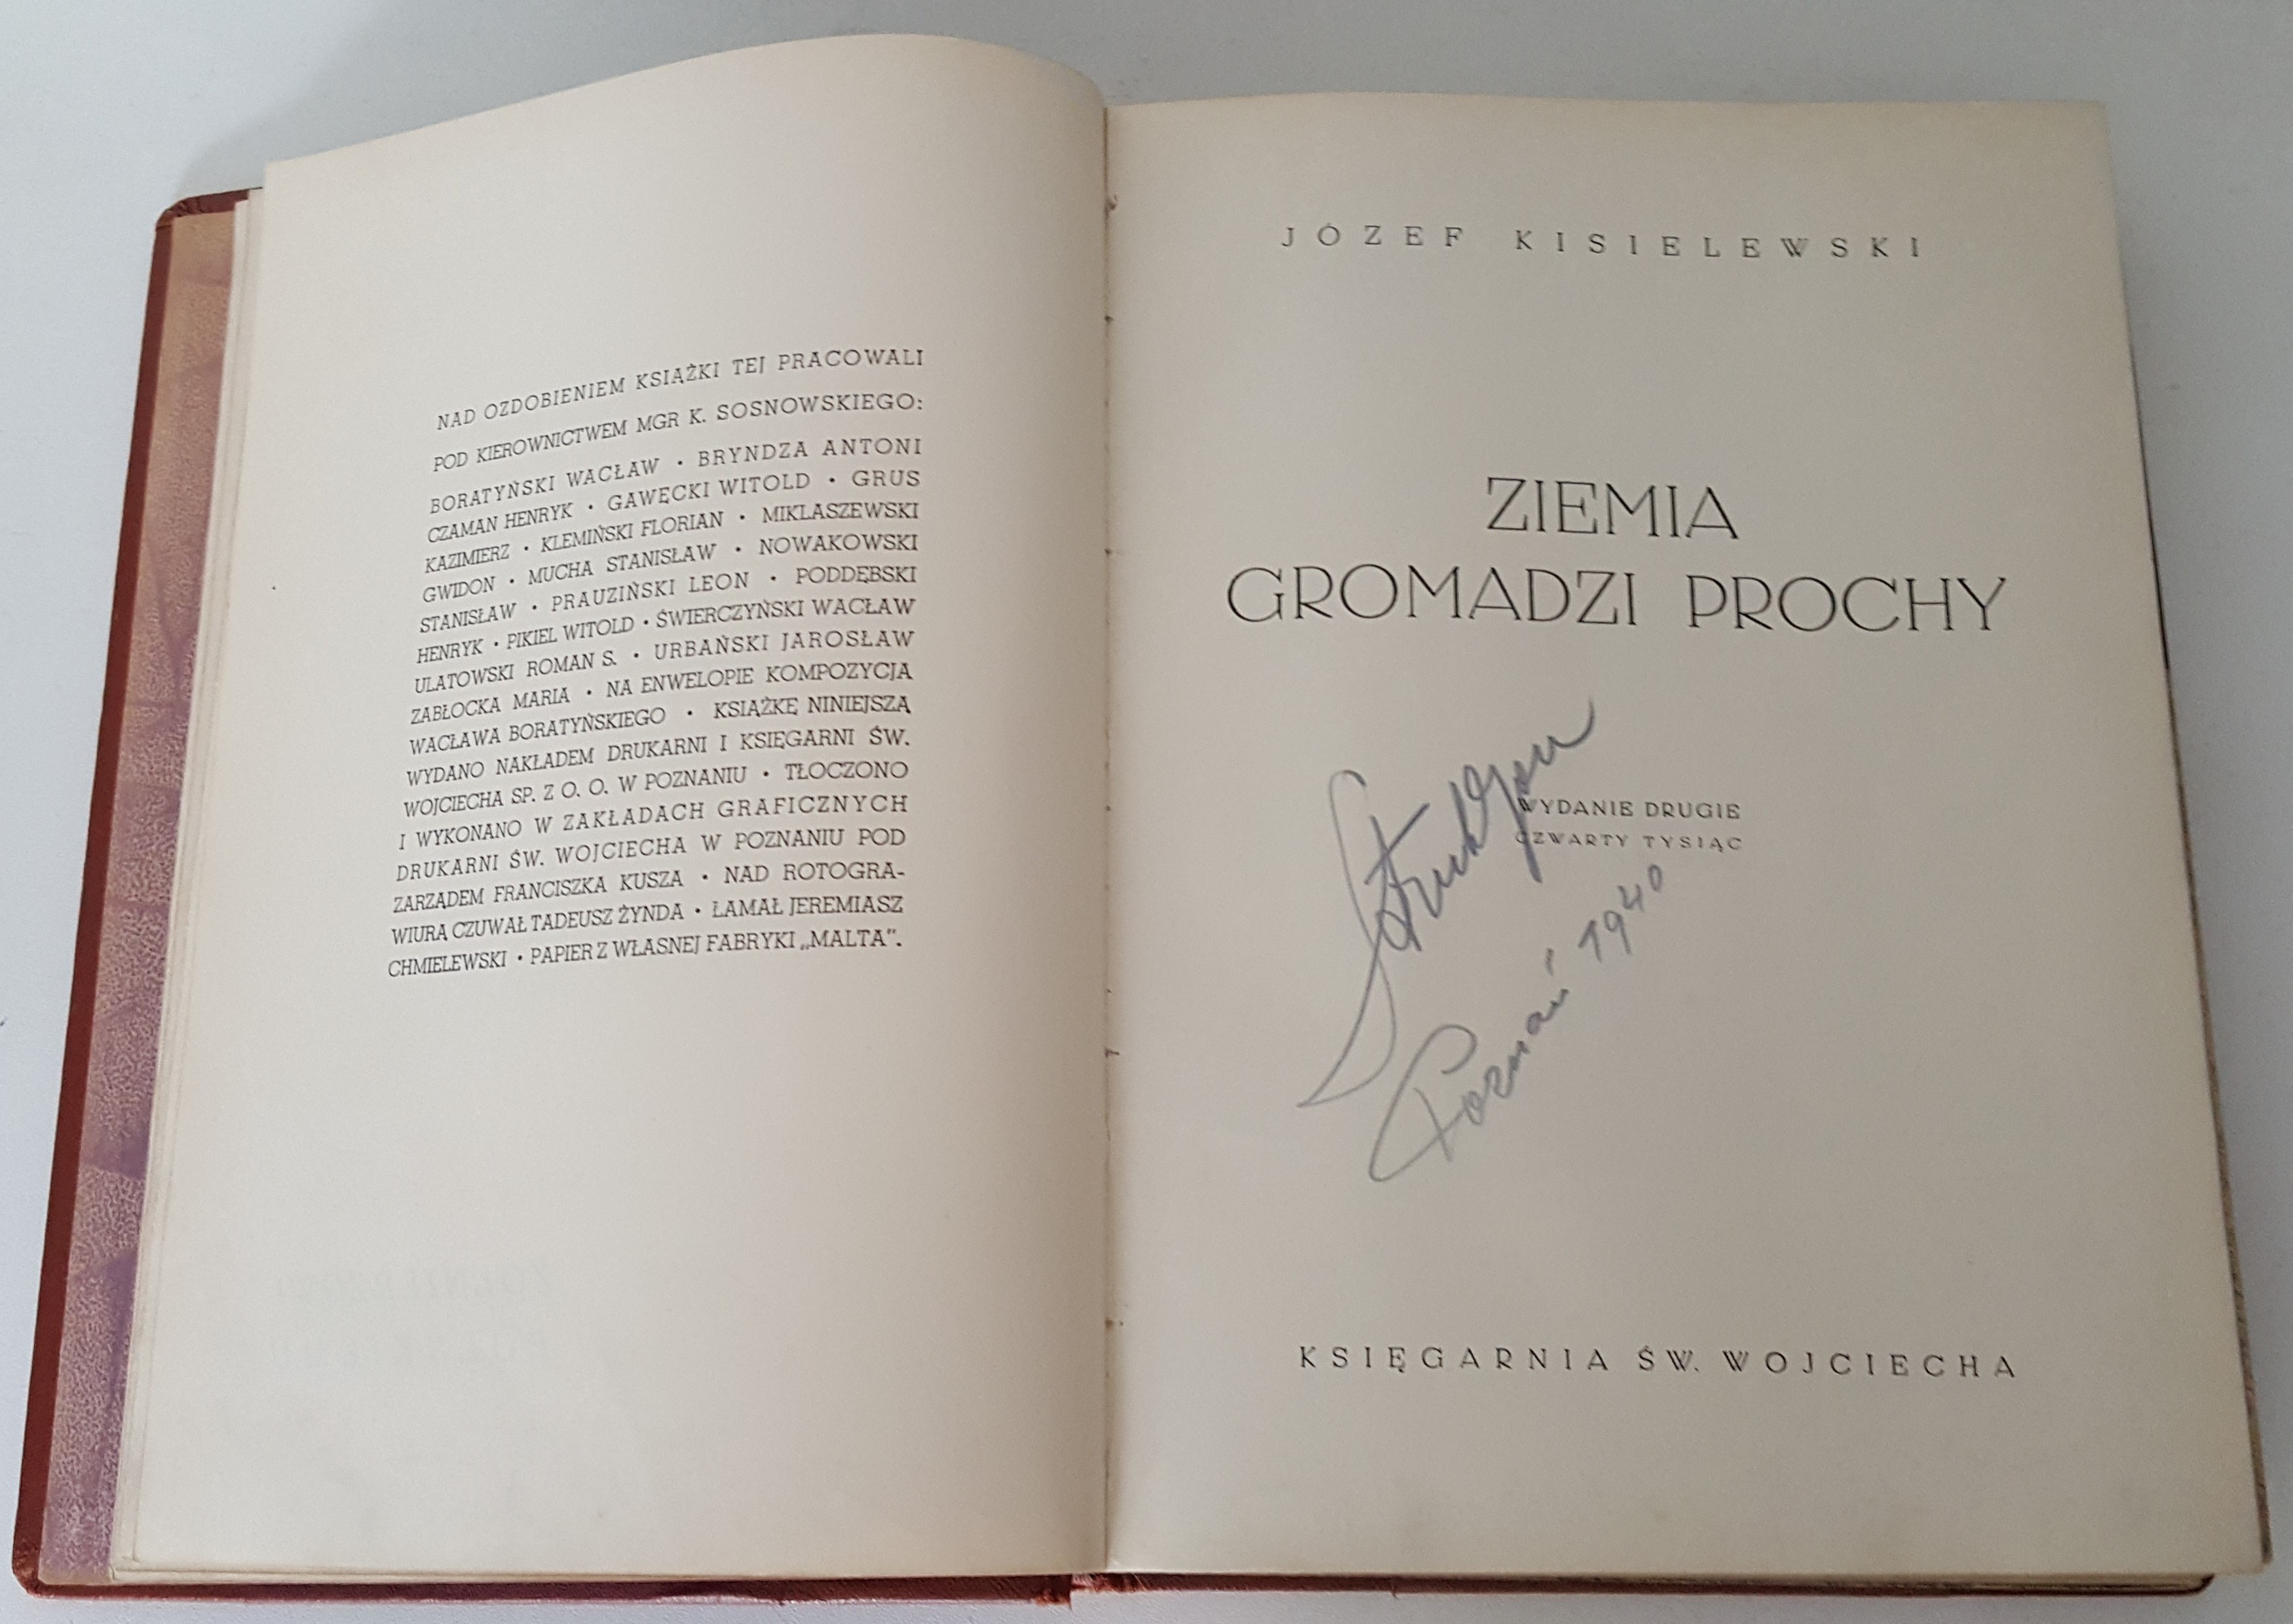 NAD OZDOBIENIEM KSIĄŻKI TEJ PRACOWALI
POD KIEROWNICTWEM MGR K. SOSNOWSKIEGO:
BORATYŃSKI WACŁAW • BRYNDZA ANTONI
CZAMAN HENRYK • GAWĘCKI WITOLD • GRUS
KAZIMIERZ • KLEMIŃSKI FLORIAN • MIKLASZEWSKI
GWIDON • MUCHA STANISŁAW • NOWAKOWSKI
STANISŁAW • PRAUZIŃSKI LEON • PODDĘBSKI
HENRYK • PIKIEL WITOLD • ŚWIERCZYŃSKI WACŁAW
ULATOWSKI ROMAN S. • URBAŃSKI JAROSŁAW
ZABŁOCKA MARIA • NA ENWELOPIE KOMPOZYCJA
WACŁAWA BORATYŃSKIEGO • KSIĄŻKĘ NINIEJSZĄ
WYDANO NAKŁADEM DRUKARNI I KSIĘGARNI ŚW.
WOJCIECHA SP. Z O. O. W POZNANIU • TŁOCZONO
I WYKONANO W ZAKŁADACH GRAFICZNYCH
DRUKARNI ŚW. WOJCIECHA W POZNANIU POD
ZARZĄDEM FRANCISZKA KUSZA • NAD ROTOGRA-
WIURĄ CZUWAŁ TADEUSZ ŻYNDA • ŁAMAŁ JEREMIASZ
CHMIELEWSKI • PAPIER Z WŁASNEJ FABRYKI „MALTA".
JÓZEF KISIELEWSKI
ZIEMIA
GROMADZI PROCHY
WYDANIE DRUGIE
CZWARTY TYSIĄC
Poznań 1940
KSIĘGARNIA ŚW. WOJCIECHA